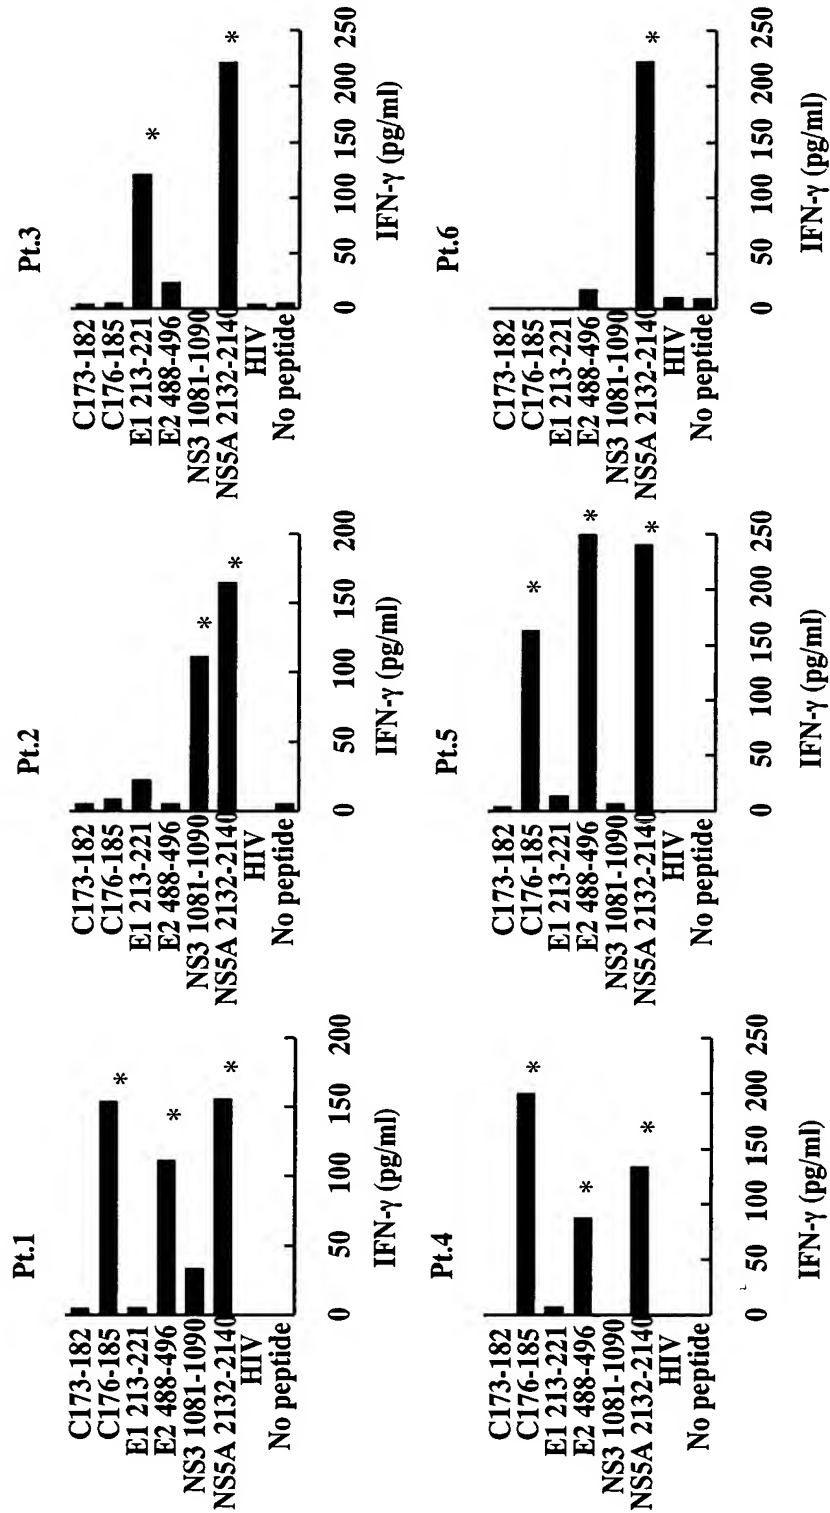 Pt.1
C173-182
C176-185
E1 213-221
E2 488-496
NS3 1081-1090
NS5A 2132-2140
HIV
No peptide
*
*
*
0 50 100 150 200
IFN-γ (pg/ml)
Pt.2
C173-182
C176-185
E1 213-221
E2 488-496
NS3 1081-1090
NS5A 2132-2140
HIV
No peptide
*
*
0 50 100 150 200
IFN-γ (pg/ml)
Pt.3
C173-182
C176-185
E1 213-221
E2 488-496
NS3 1081-1090
NS5A 2132-2140
HIV
No peptide
*
*
0 50 100 150 200 250
IFN-γ (pg/ml)
Pt.4
C173-182
C176-185
E1 213-221
E2 488-496
NS3 1081-1090
NS5A 2132-2140
HIV
No peptide
*
*
*
0 50 100 150 200 250
IFN-γ (pg/ml)
Pt.5
C173-182
C176-185
E1 213-221
E2 488-496
NS3 1081-1090
NS5A 2132-2140
HIV
No peptide
*
*
*
0 50 100 150 200 250
IFN-γ (pg/ml)
Pt.6
C173-182
C176-185
E1 213-221
E2 488-496
NS3 1081-1090
NS5A 2132-2140
HIV
No peptide
*
0 50 100 150 200 250
IFN-γ (pg/ml)